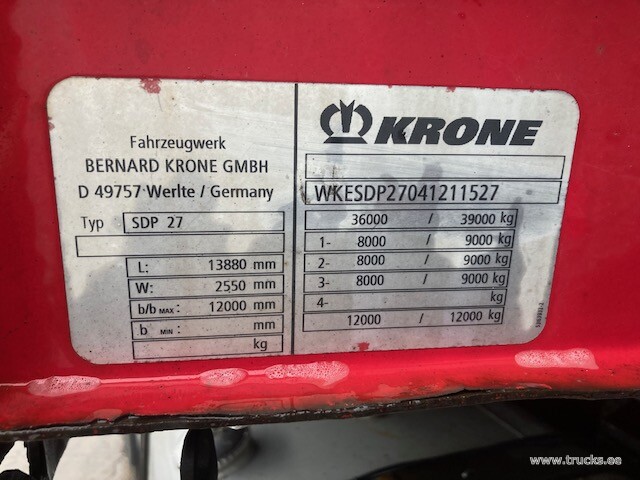 Fahrzeugwerk
BERNARD KRONE GMBH
D 49757 Werlte / Germany
Typ SDP 27
L: 13880 mm
W: 2550 mm
b/b MAX: 12000 mm
b MIN: mm
kg
KRONE
WKESDP27041211527
36000 / 39000 kg
1- 8000 / 9000 kg
2- 8000 / 9000 kg
3- 8000 / 9000 kg
4- kg
12000 / 12000 kg
www.trucks.ee